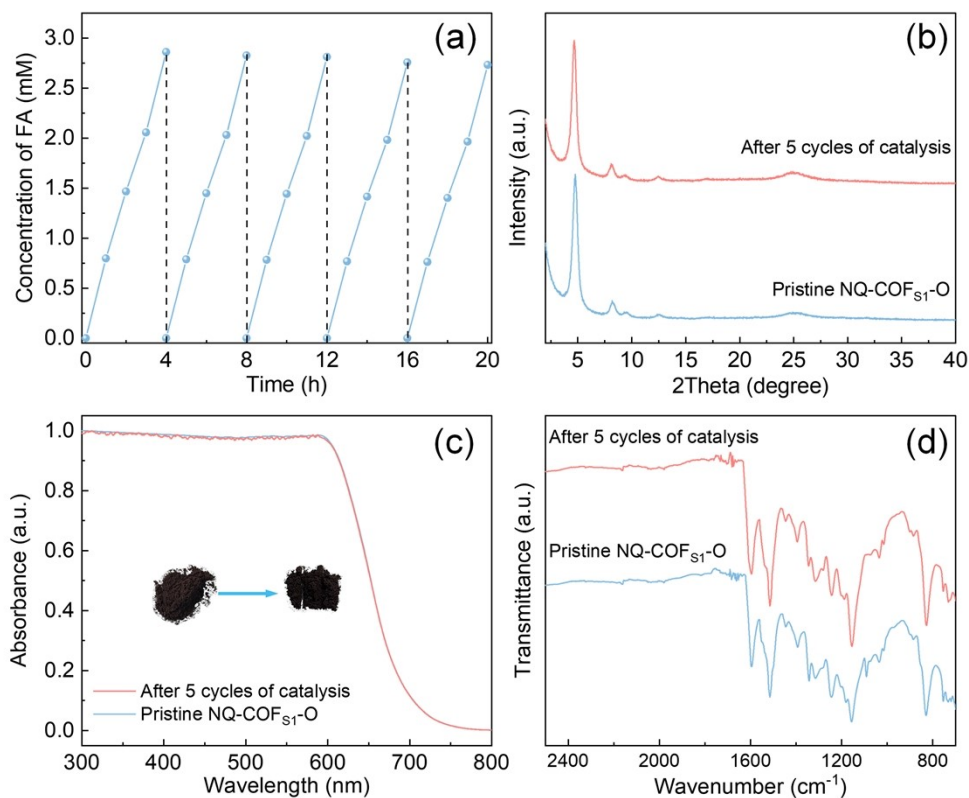 (a)
Concentration of FA (mM)
3.0
2.5
2.0
1.5
1.0
0.5
0.0
0 4 8 12 16 20
Time (h)
(b)
Intensity (a.u.)
After 5 cycles of catalysis
Pristine NQ-COFS1-O
5 10 15 20 25 30 35 40
2Theta (degree)
(c)
Absorbance (a.u.)
1.0
0.8
0.6
0.4
0.2
0.0
After 5 cycles of catalysis
Pristine NQ-COFS1-O
300 400 500 600 700 800
Wavelength (nm)
(d)
Transmittance (a.u.)
After 5 cycles of catalysis
Pristine NQ-COFS1-O
2400 2000 1600 1200 800
Wavenumber (cm-1)